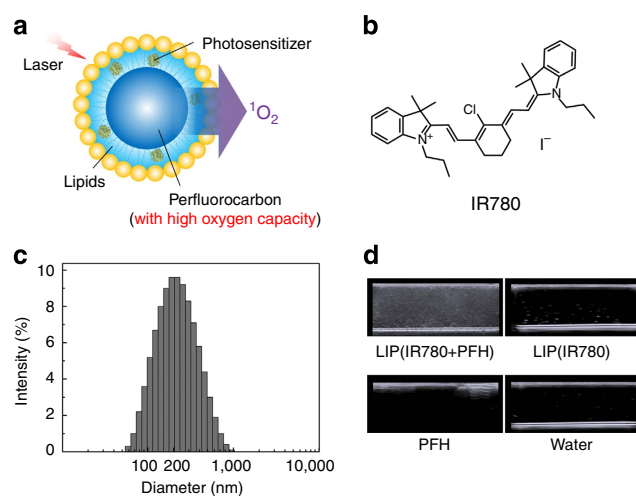 a
Photosensitizer
Laser
¹O₂
Lipids
Perfluorocarbon
(with high oxygen capacity)
b
Cl
N
N⁺
I⁻
IR780
c
Intensity (%)
10
8
6
4
2
0
100 200 1,000 10,000
Diameter (nm)
d
LIP(IR780+PFH) LIP(IR780)
PFH Water